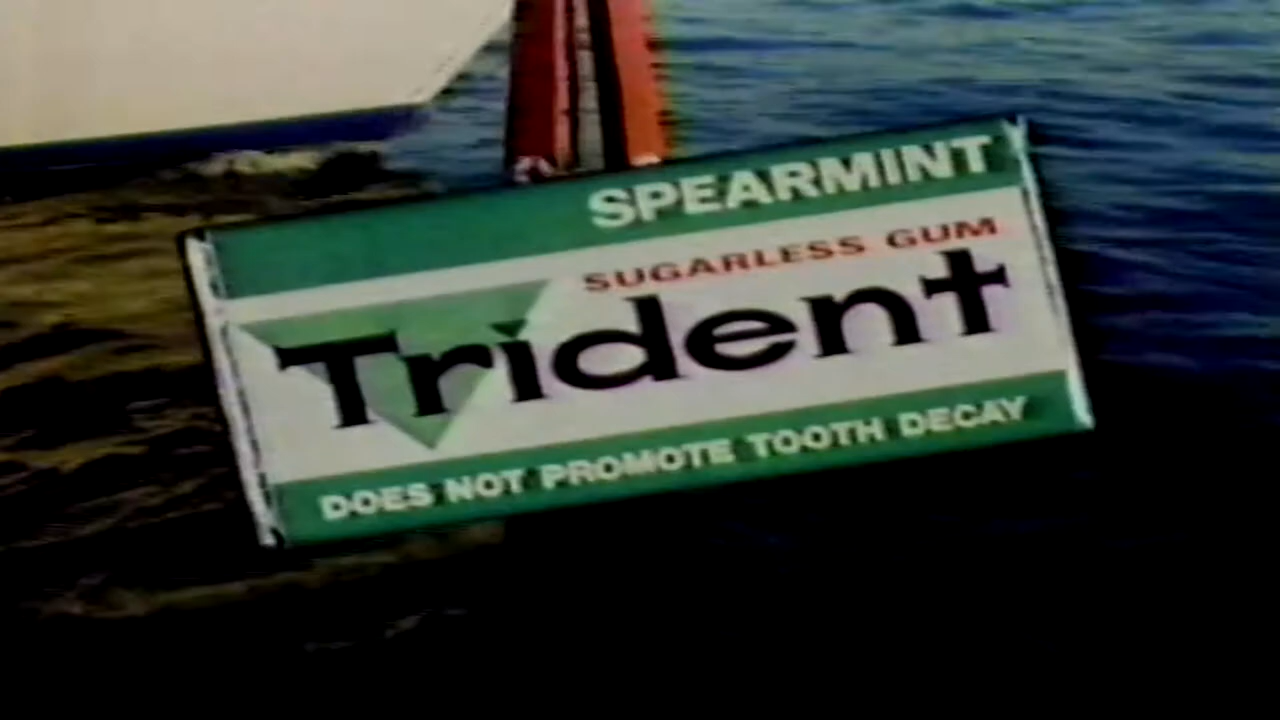 SPEARMINT
SUGARLESS GUM
Trident
DOES NOT PROMOTE TOOTH DECAY